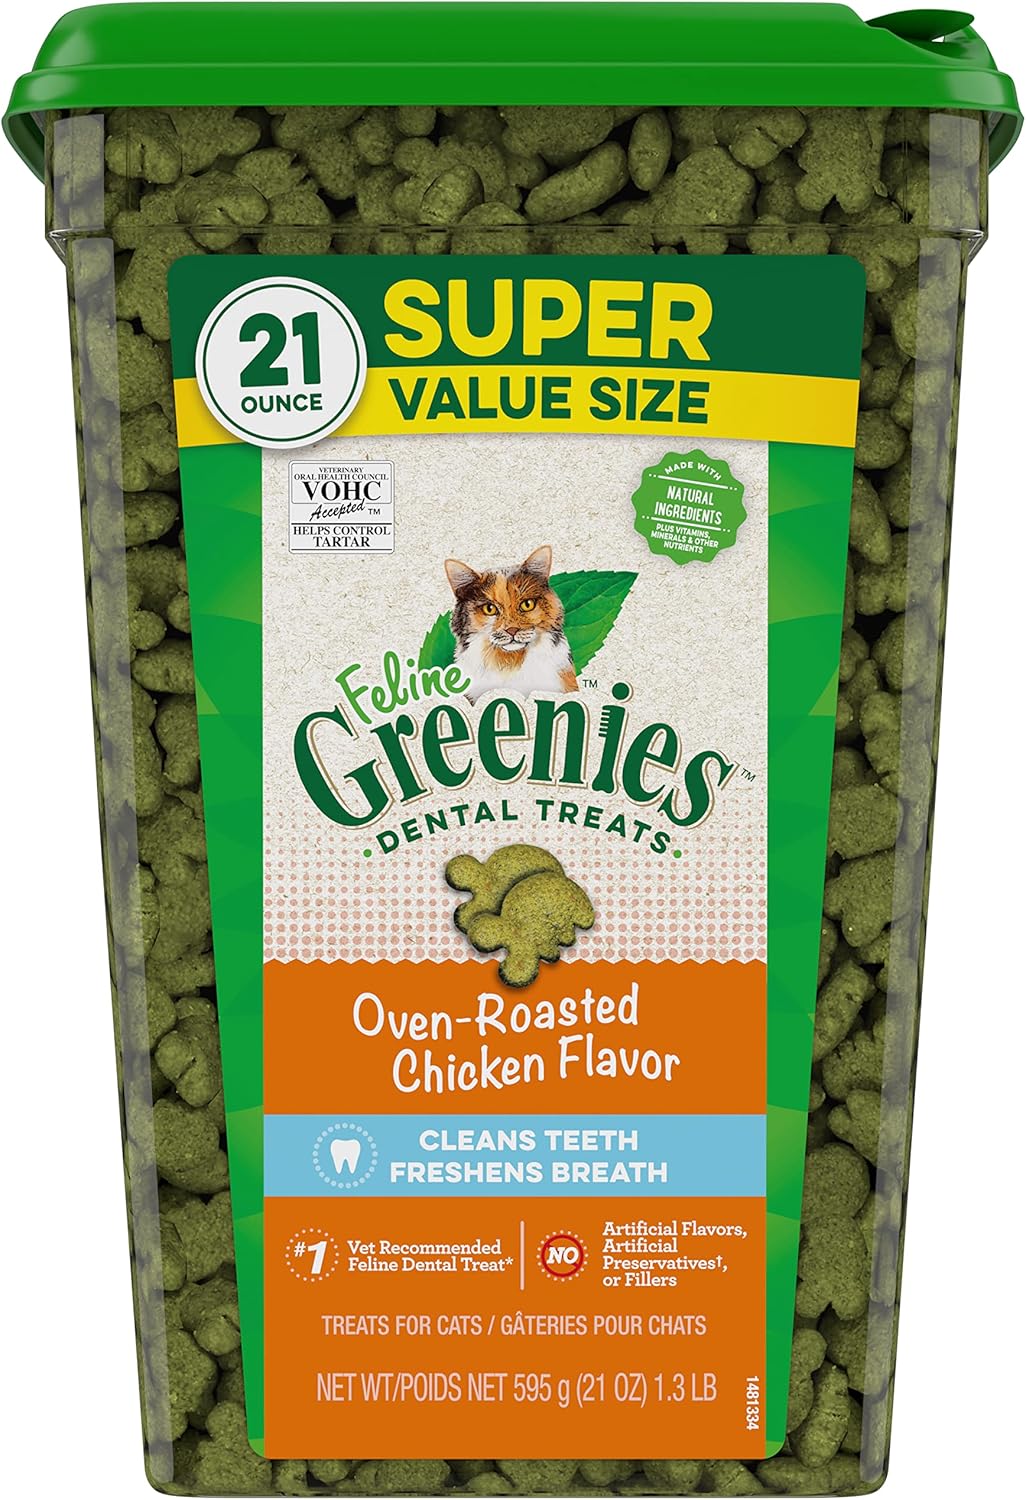 21
OUNCE
SUPER
VALUE SIZE
VETERINARY
ORAL HEALTH COUNCIL
VOHC
Accepted™
HELPS CONTROL
TARTAR
MADE WITH
NATURAL
INGREDIENTS
PLUS VITAMINS,
MINERALS & OTHER
NUTRIENTS
Feline
Greenies™
™
DENTAL TREATS
Oven-Roasted
Chicken Flavor
CLEANS TEETH
FRESHENS BREATH
#1
Vet Recommended
Feline Dental Treat*
NO
Artificial Flavors,
Artificial
Preservatives†,
or Fillers
TREATS FOR CATS / GÂTERIES POUR CHATS
NET WT/POIDS NET 595 g (21 OZ) 1.3 LB
1481334